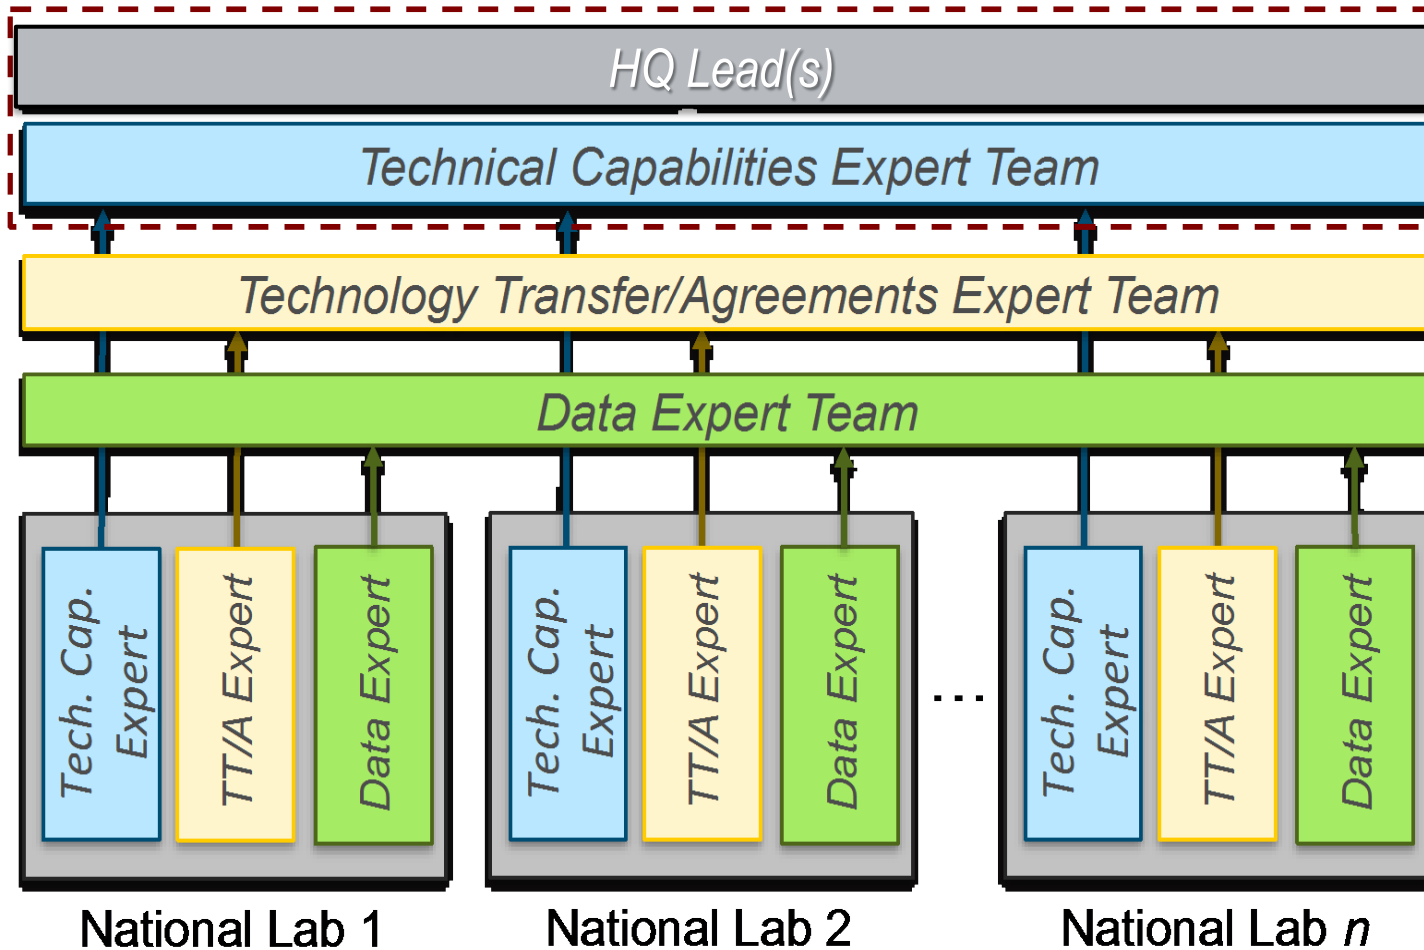 HQ Lead(s)
Technical Capabilities Expert Team
Technology Transfer/Agreements Expert Team
Data Expert Team
Tech. Cap.
Expert
TT/A Expert
Data Expert
Tech. Cap.
Expert
TT/A Expert
Data Expert
...
Tech. Cap.
Expert
TT/A Expert
Data Expert
National Lab 1
National Lab 2
National Lab n